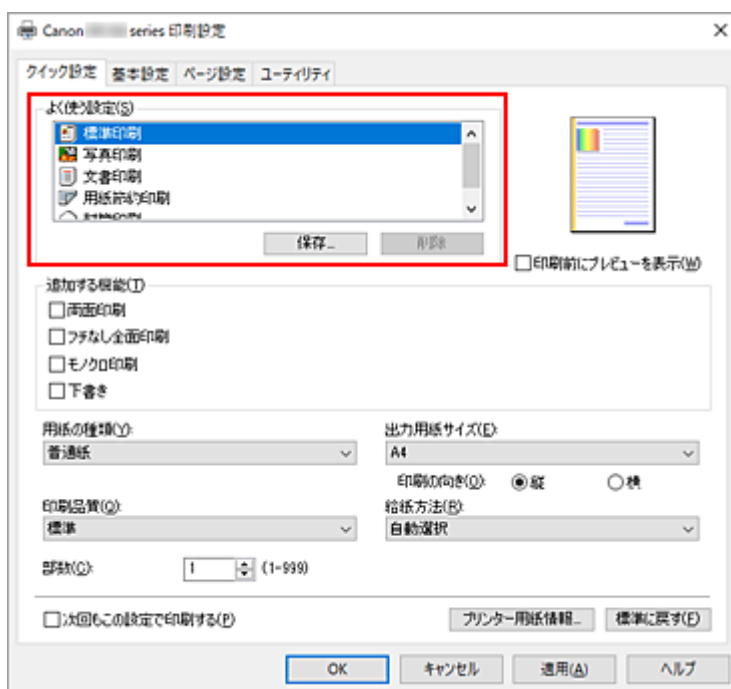 Canon series 印刷設定
クイック設定 基本設定 ページ設定 ユーティリティ
よく使う設定(S)
標準印刷
写真印刷
文書印刷
用紙節約印刷
保存... 削除
印刷前にプレビューを表示(W)
追加する機能(T)
両面印刷
フチなし全面印刷
モノクロ印刷
下書き
用紙の種類(Y): 出力用紙サイズ(E):
普通紙 A4
印刷の向き(O): 縦 横
印刷品質(Q): 給紙方法(R):
標準 自動選択
部数(C): 1 (1-999)
次回もこの設定で印刷する(P) プリンター用紙情報... 標準に戻す(F)
OK キャンセル 適用(A) ヘルプ